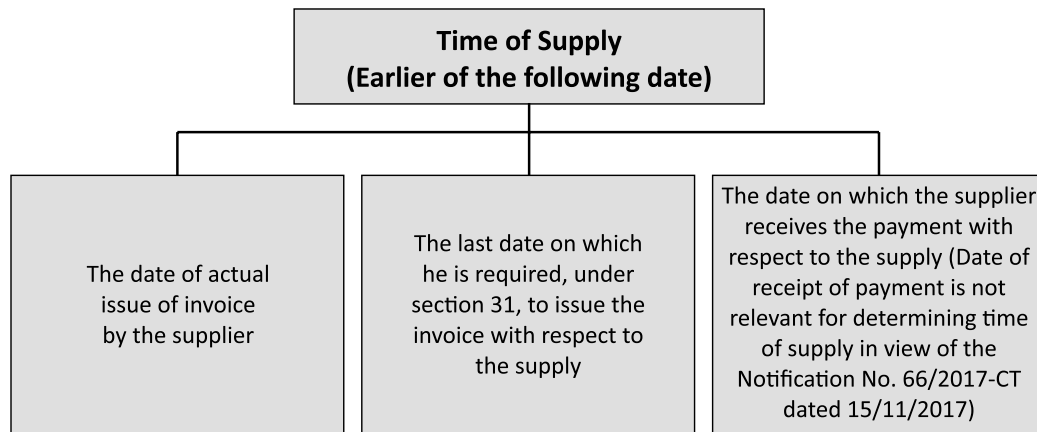 Time of Supply
(Earlier of the following date)
The date of actual
issue of invoice
by the supplier
The last date on which
he is required, under
section 31, to issue the
invoice with respect to
the supply
The date on which the supplier
receives the payment with
respect to the supply (Date of
receipt of payment is not
relevant for determining time
of supply in view of the
Notification No. 66/2017-CT
dated 15/11/2017)